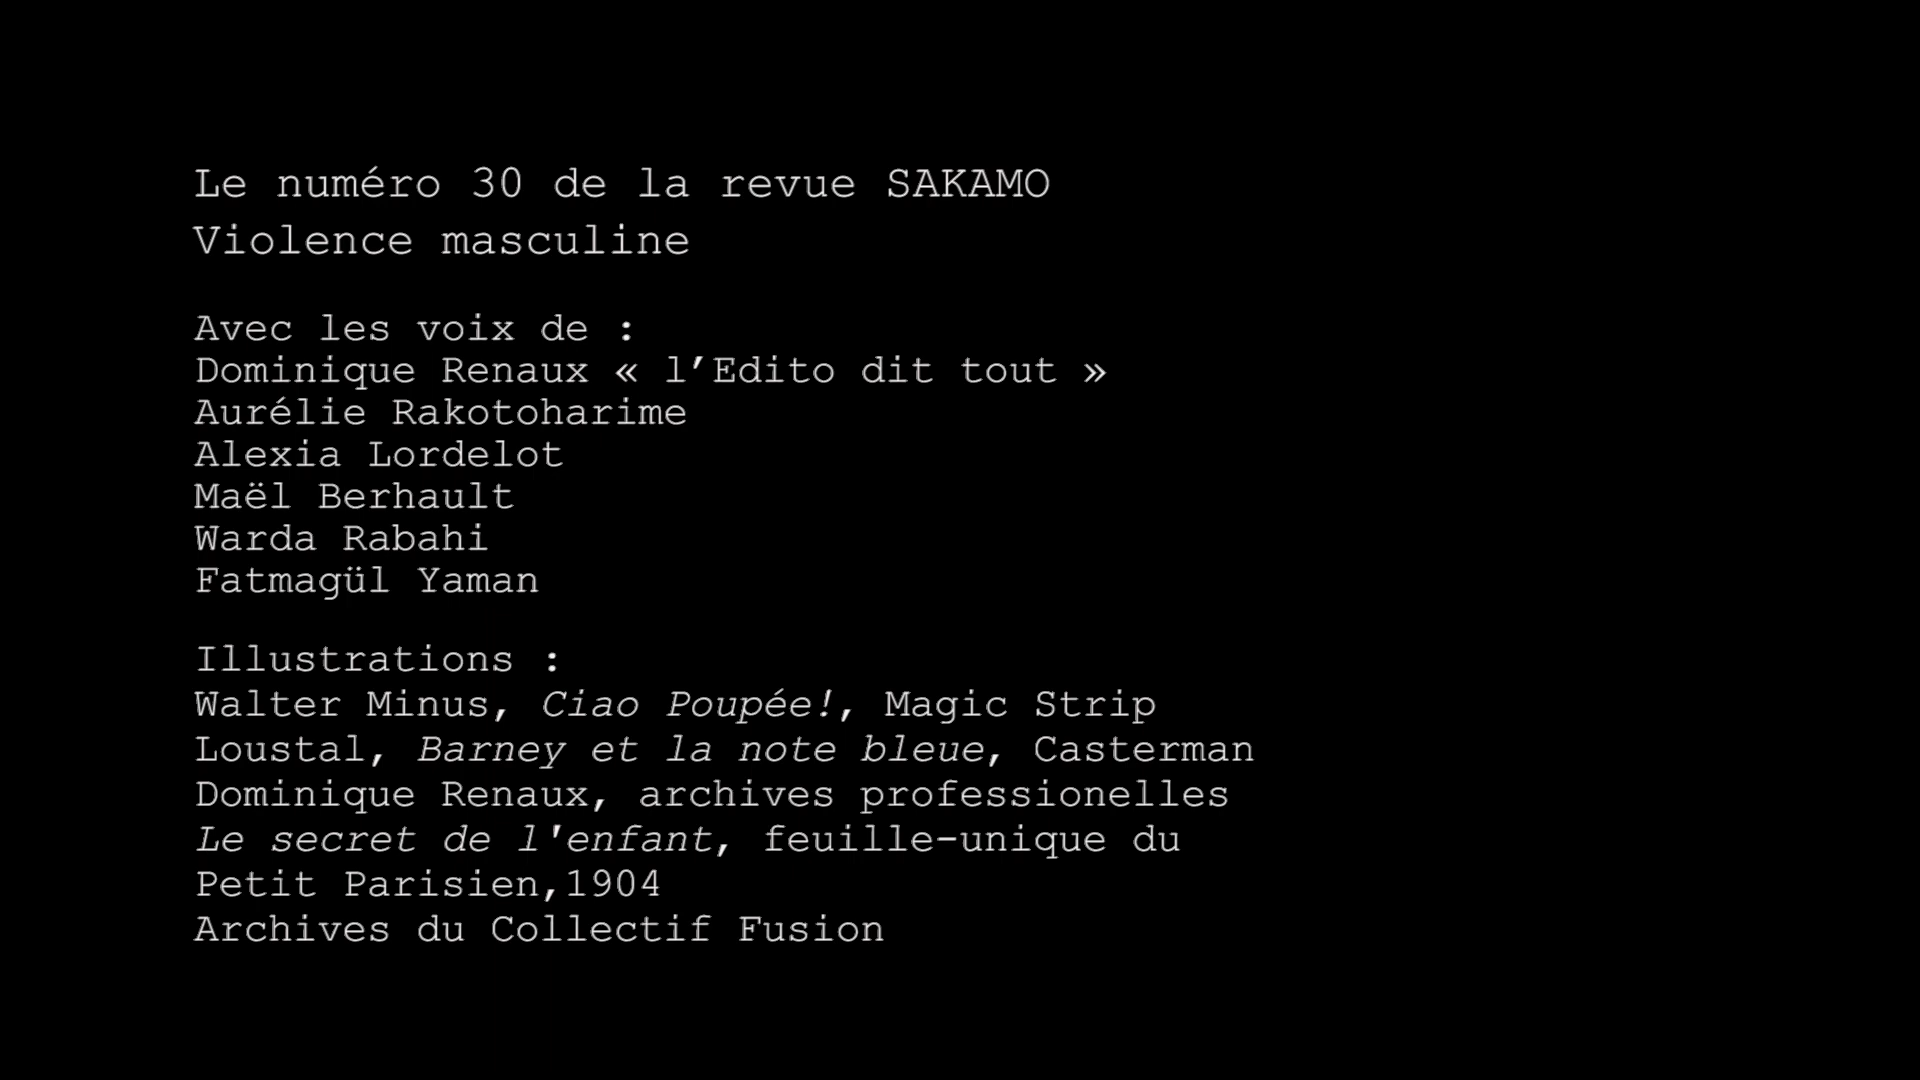 Le numéro 30 de la revue SAKAMO
Violence masculine
Avec les voix de :
Dominique Renaux « l’Edito dit tout »
Aurélie Rakotoharime
Alexia Lordelot
Maël Berhault
Warda Rabahi
Fatmagül Yaman
Illustrations :
Walter Minus, Ciao Poupée!, Magic Strip
Loustal, Barney et la note bleue, Casterman
Dominique Renaux, archives professionelles
Le secret de l'enfant, feuille-unique du
Petit Parisien,1904
Archives du Collectif Fusion